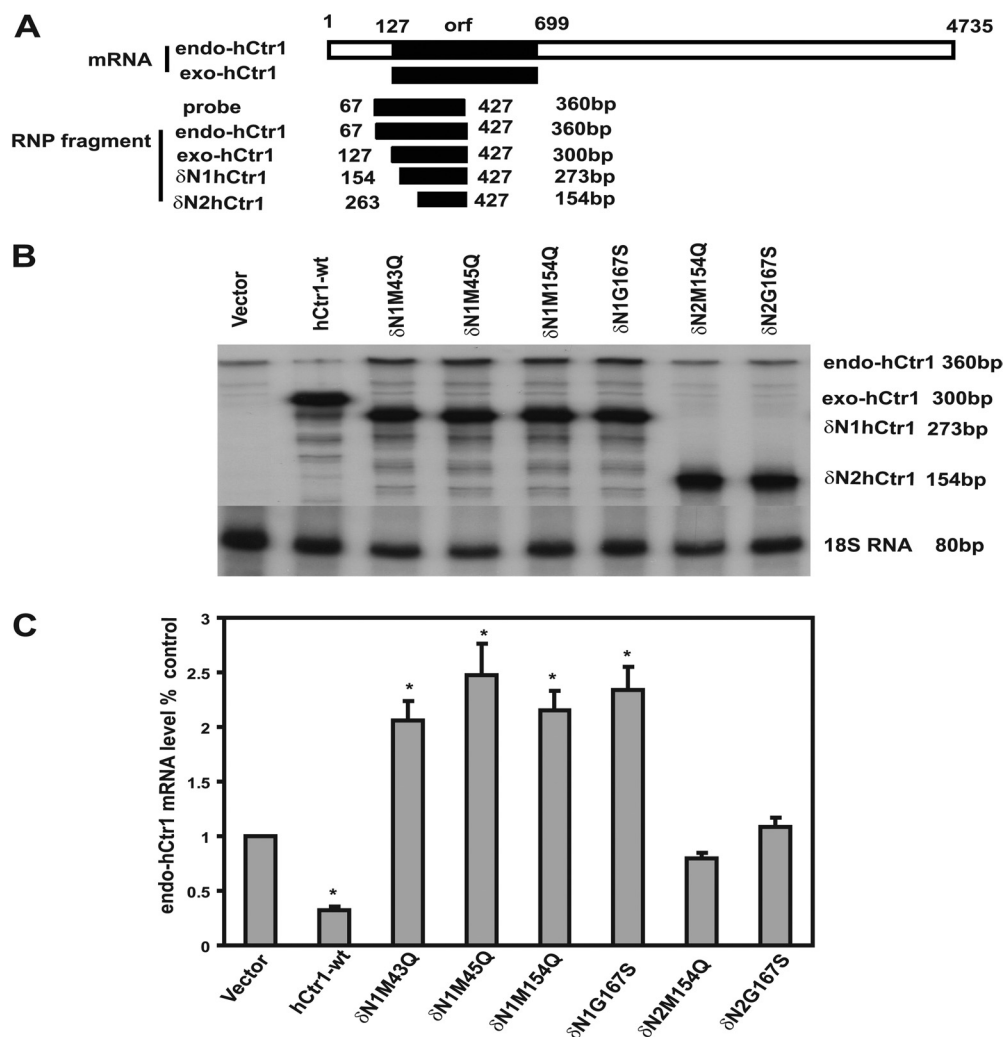 A
1 127 orf 699 4735
mRNA
endo-hCtr1
exo-hCtr1
probe 67 427 360bp
RNP fragment
endo-hCtr1 67 427 360bp
exo-hCtr1 127 427 300bp
δN1hCtr1 154 427 273bp
δN2hCtr1 263 427 154bp
B
Vector hCtr1-wt δN1M43Q δN1M45Q δN1M154Q δN1G167S δN2M154Q δN2G167S
endo-hCtr1 360bp
exo-hCtr1 300bp
δN1hCtr1 273bp
δN2hCtr1 154bp
18S RNA 80bp
C
endo-hCtr1 mRNA level % control
3
2.5
2
1
0.5
0
* * * * *
Vector hCtr1-wt δN1M43Q δN1M45Q δN1M154Q δN1G167S δN2M154Q δN2G167S